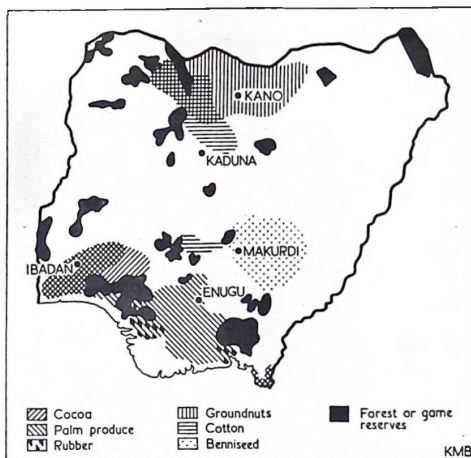 KANO
KADUNA
MAKURDI
IBADAN
ENUGU
Cocoa
Palm produce
Rubber
Groundnuts
Cotton
Benniseed
Forest or game
reserves
KMB